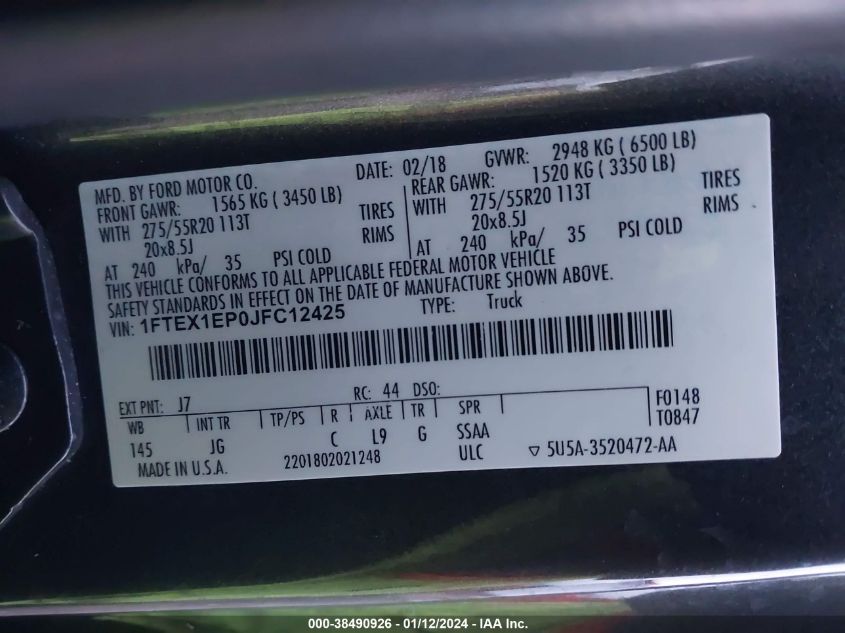 MFD. BY FORD MOTOR CO. DATE: 02/18 GVWR: 2948 KG ( 6500 LB)
FRONT GAWR: 1565 KG ( 3450 LB) REAR GAWR: 1520 KG ( 3350 LB)
WITH 275/55R20 113T TIRES WITH 275/55R20 113T TIRES
20x8.5J RIMS 20x8.5J RIMS
AT 240 kPa/ 35 PSI COLD AT 240 kPa/ 35 PSI COLD
THIS VEHICLE CONFORMS TO ALL APPLICABLE FEDERAL MOTOR VEHICLE
SAFETY STANDARDS IN EFFECT ON THE DATE OF MANUFACTURE SHOWN ABOVE.
VIN: 1FTEX1EP0JFC12425 TYPE: Truck
EXT PNT: J7 RC: 44 DSO: F0148
WB INT TR TP/PS R AXLE TR SPR T0847
145 JG C L9 G SSAA
MADE IN U.S.A. 2201802021248 ULC ▽ 5U5A-3520472-AA
000-38490926 - 01/12/2024 - IAA Inc.